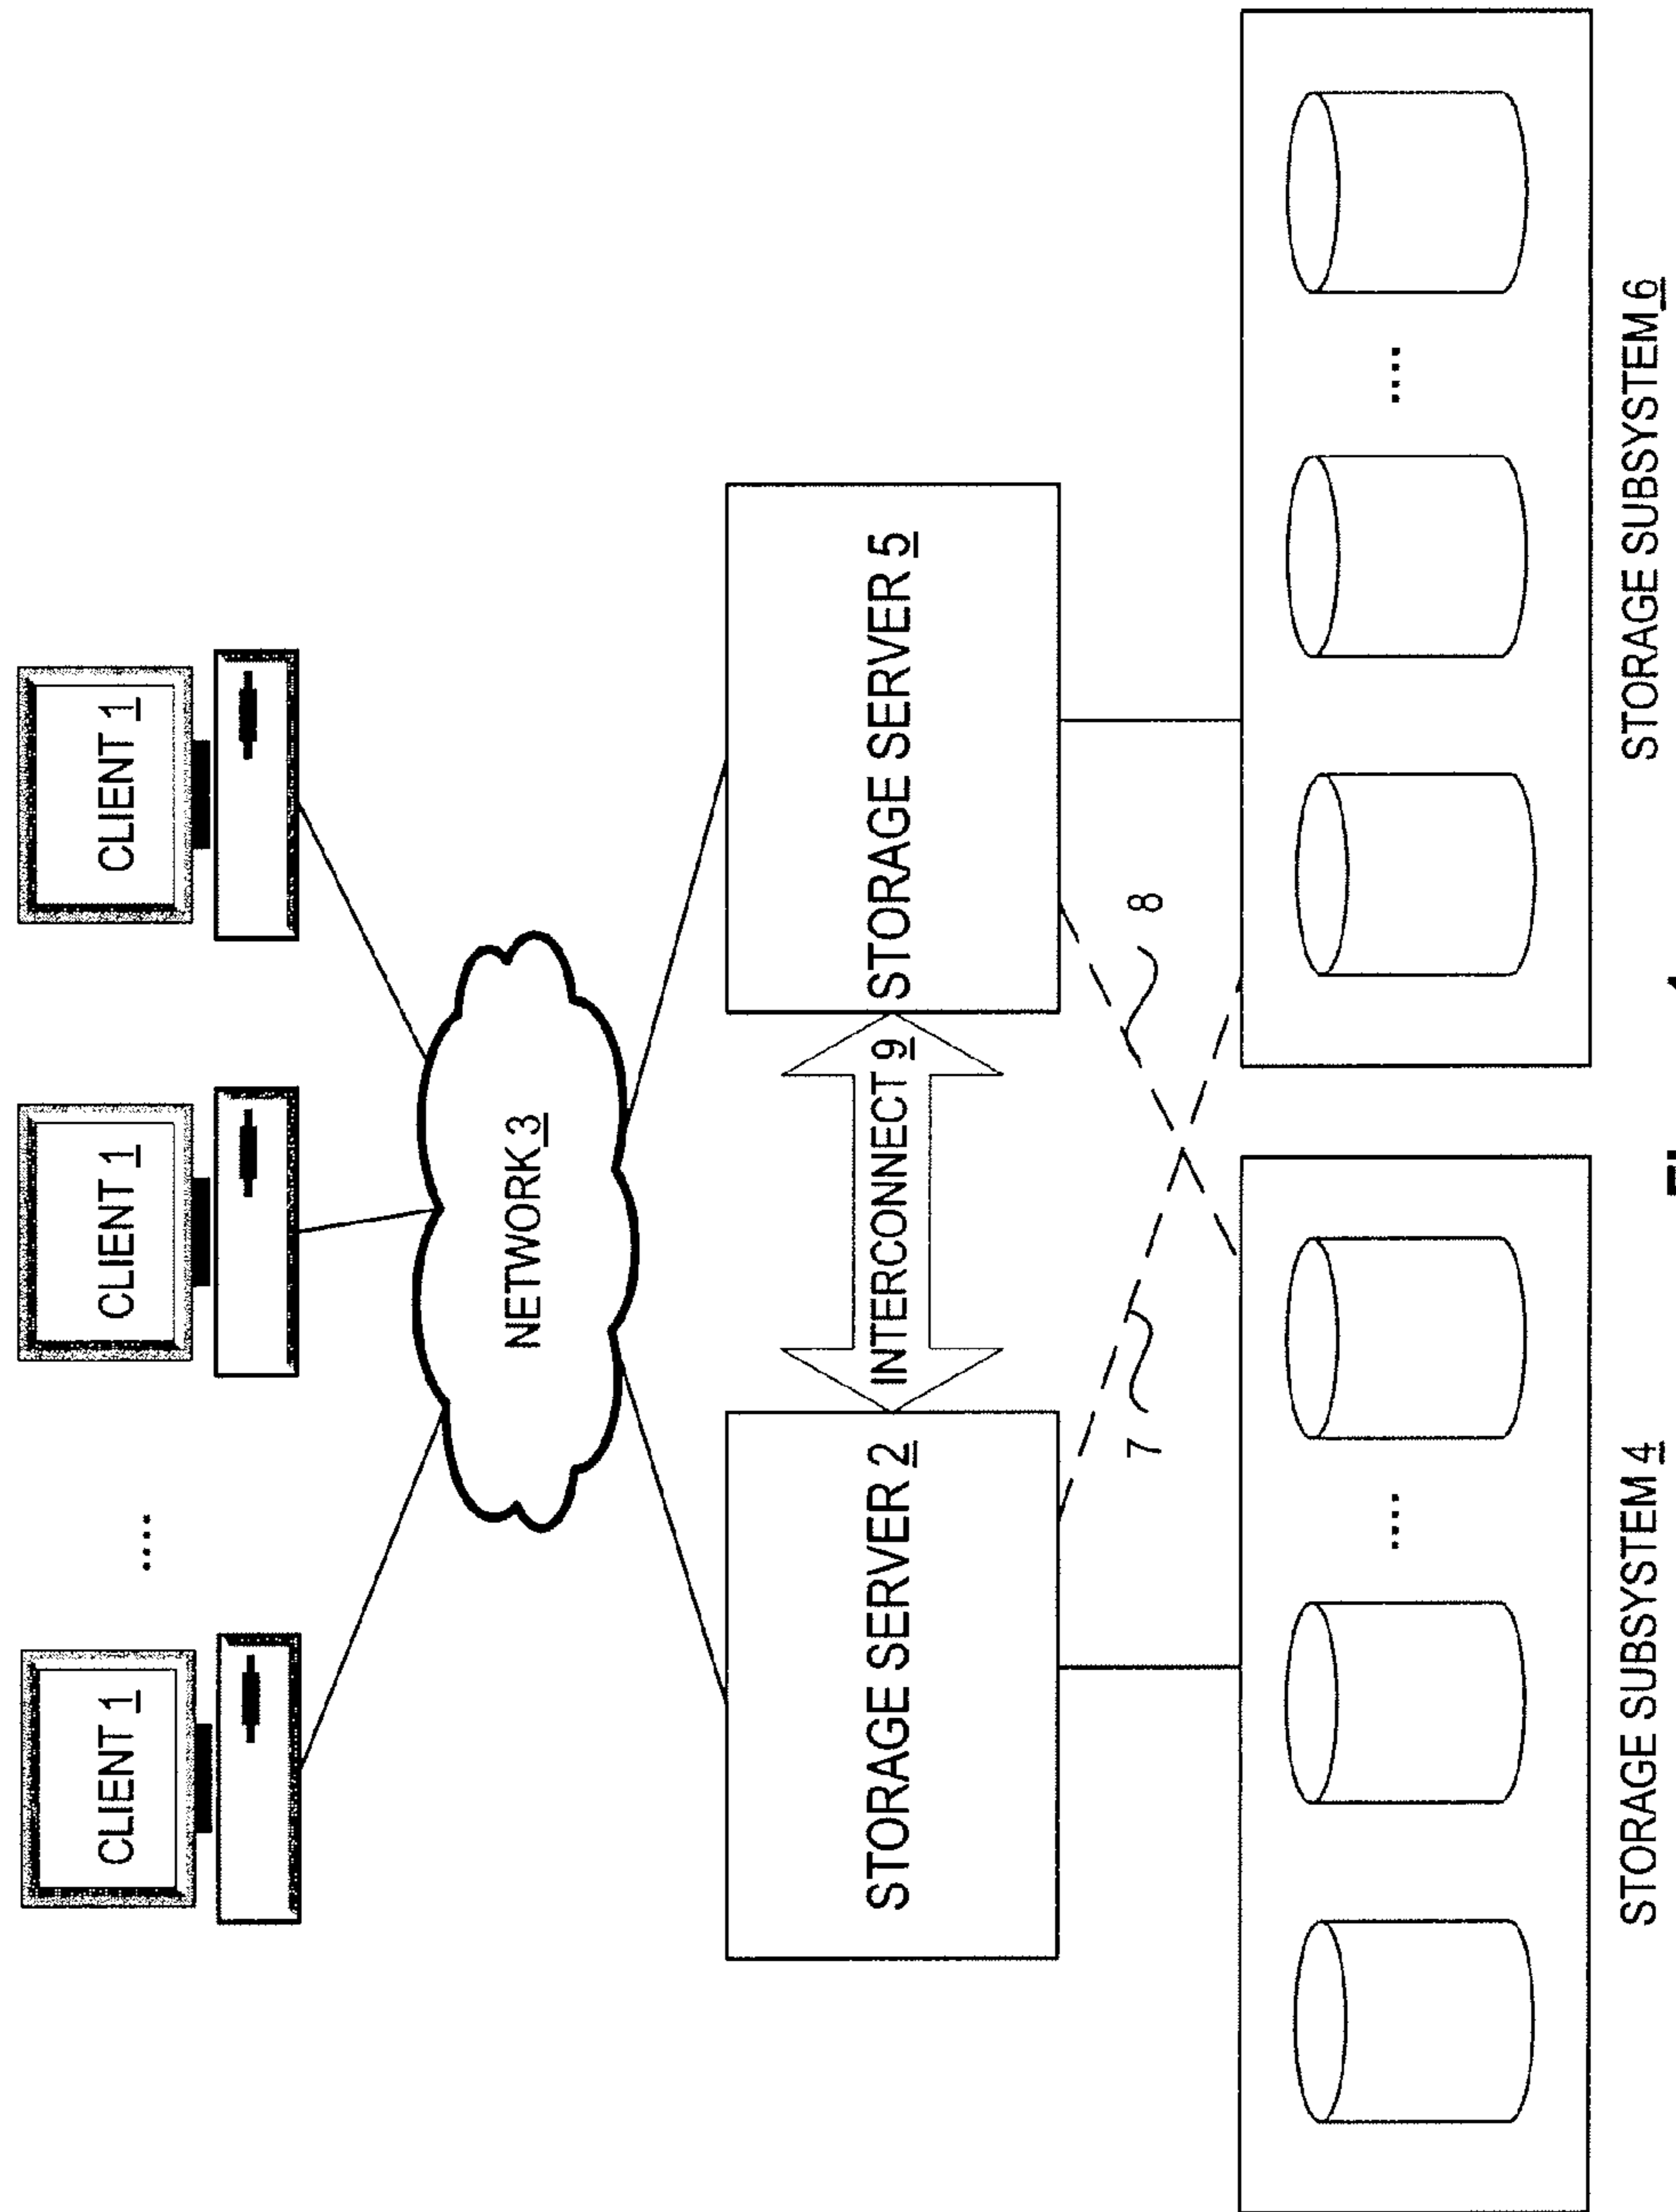 CLIENT 1
....
CLIENT 1
CLIENT 1
NETWORK 3
STORAGE SERVER 2
INTERCONNECT 9
STORAGE SERVER 5
7
8
....
....
STORAGE SUBSYSTEM 4
STORAGE SUBSYSTEM 6